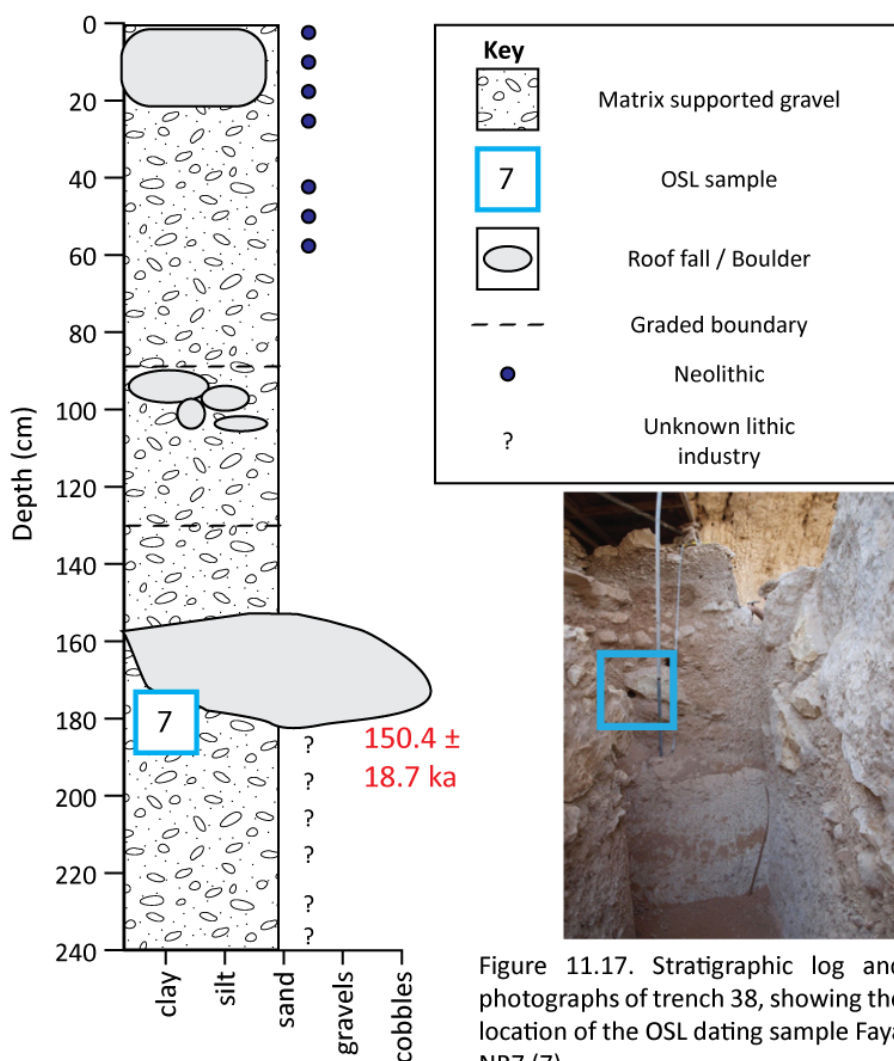 0
20
40
60
80
100
120
140
160
180
200
220
240
Depth (cm)
7
150.4 ±
18.7 ka
?
?
?
?
?
?
clay
silt
sand
gravels
cobbles
Key
Matrix supported gravel
7
OSL sample
Roof fall / Boulder
Graded boundary
Neolithic
?
Unknown lithic
industry
Figure 11.17. Stratigraphic log and
photographs of trench 38, showing the
location of the OSL dating sample Faya
NR7 (7)